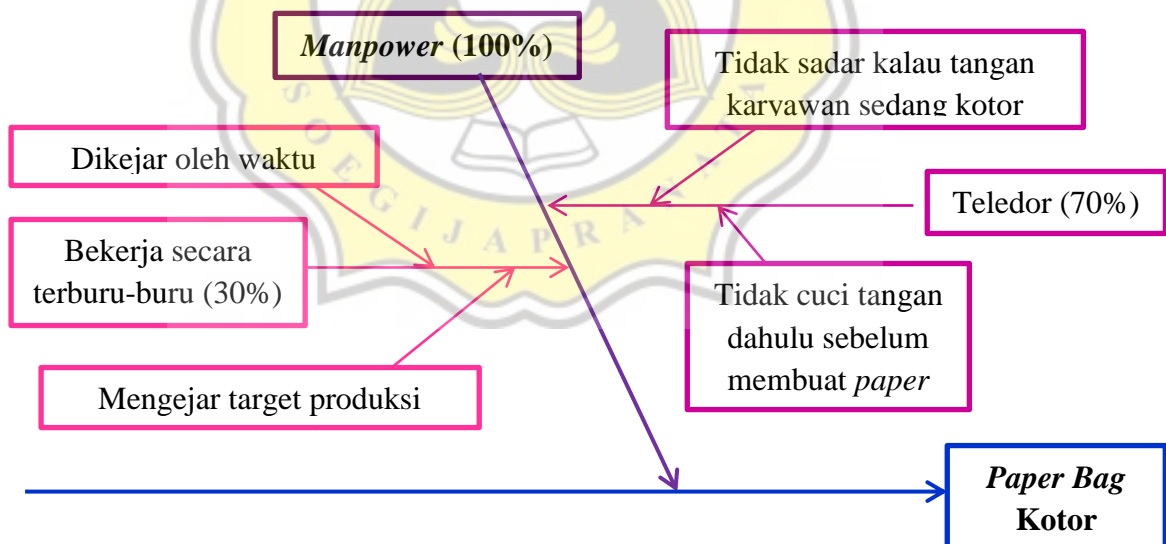 Manpower (100%)
Tidak sadar kalau tangan
karyawan sedang kotor
Dikejar oleh waktu
Teledor (70%)
Bekerja secara
terburu-buru (30%)
Tidak cuci tangan
dahulu sebelum
membuat paper
Mengejar target produksi
Paper Bag
Kotor
SOEGIJAPRANATA